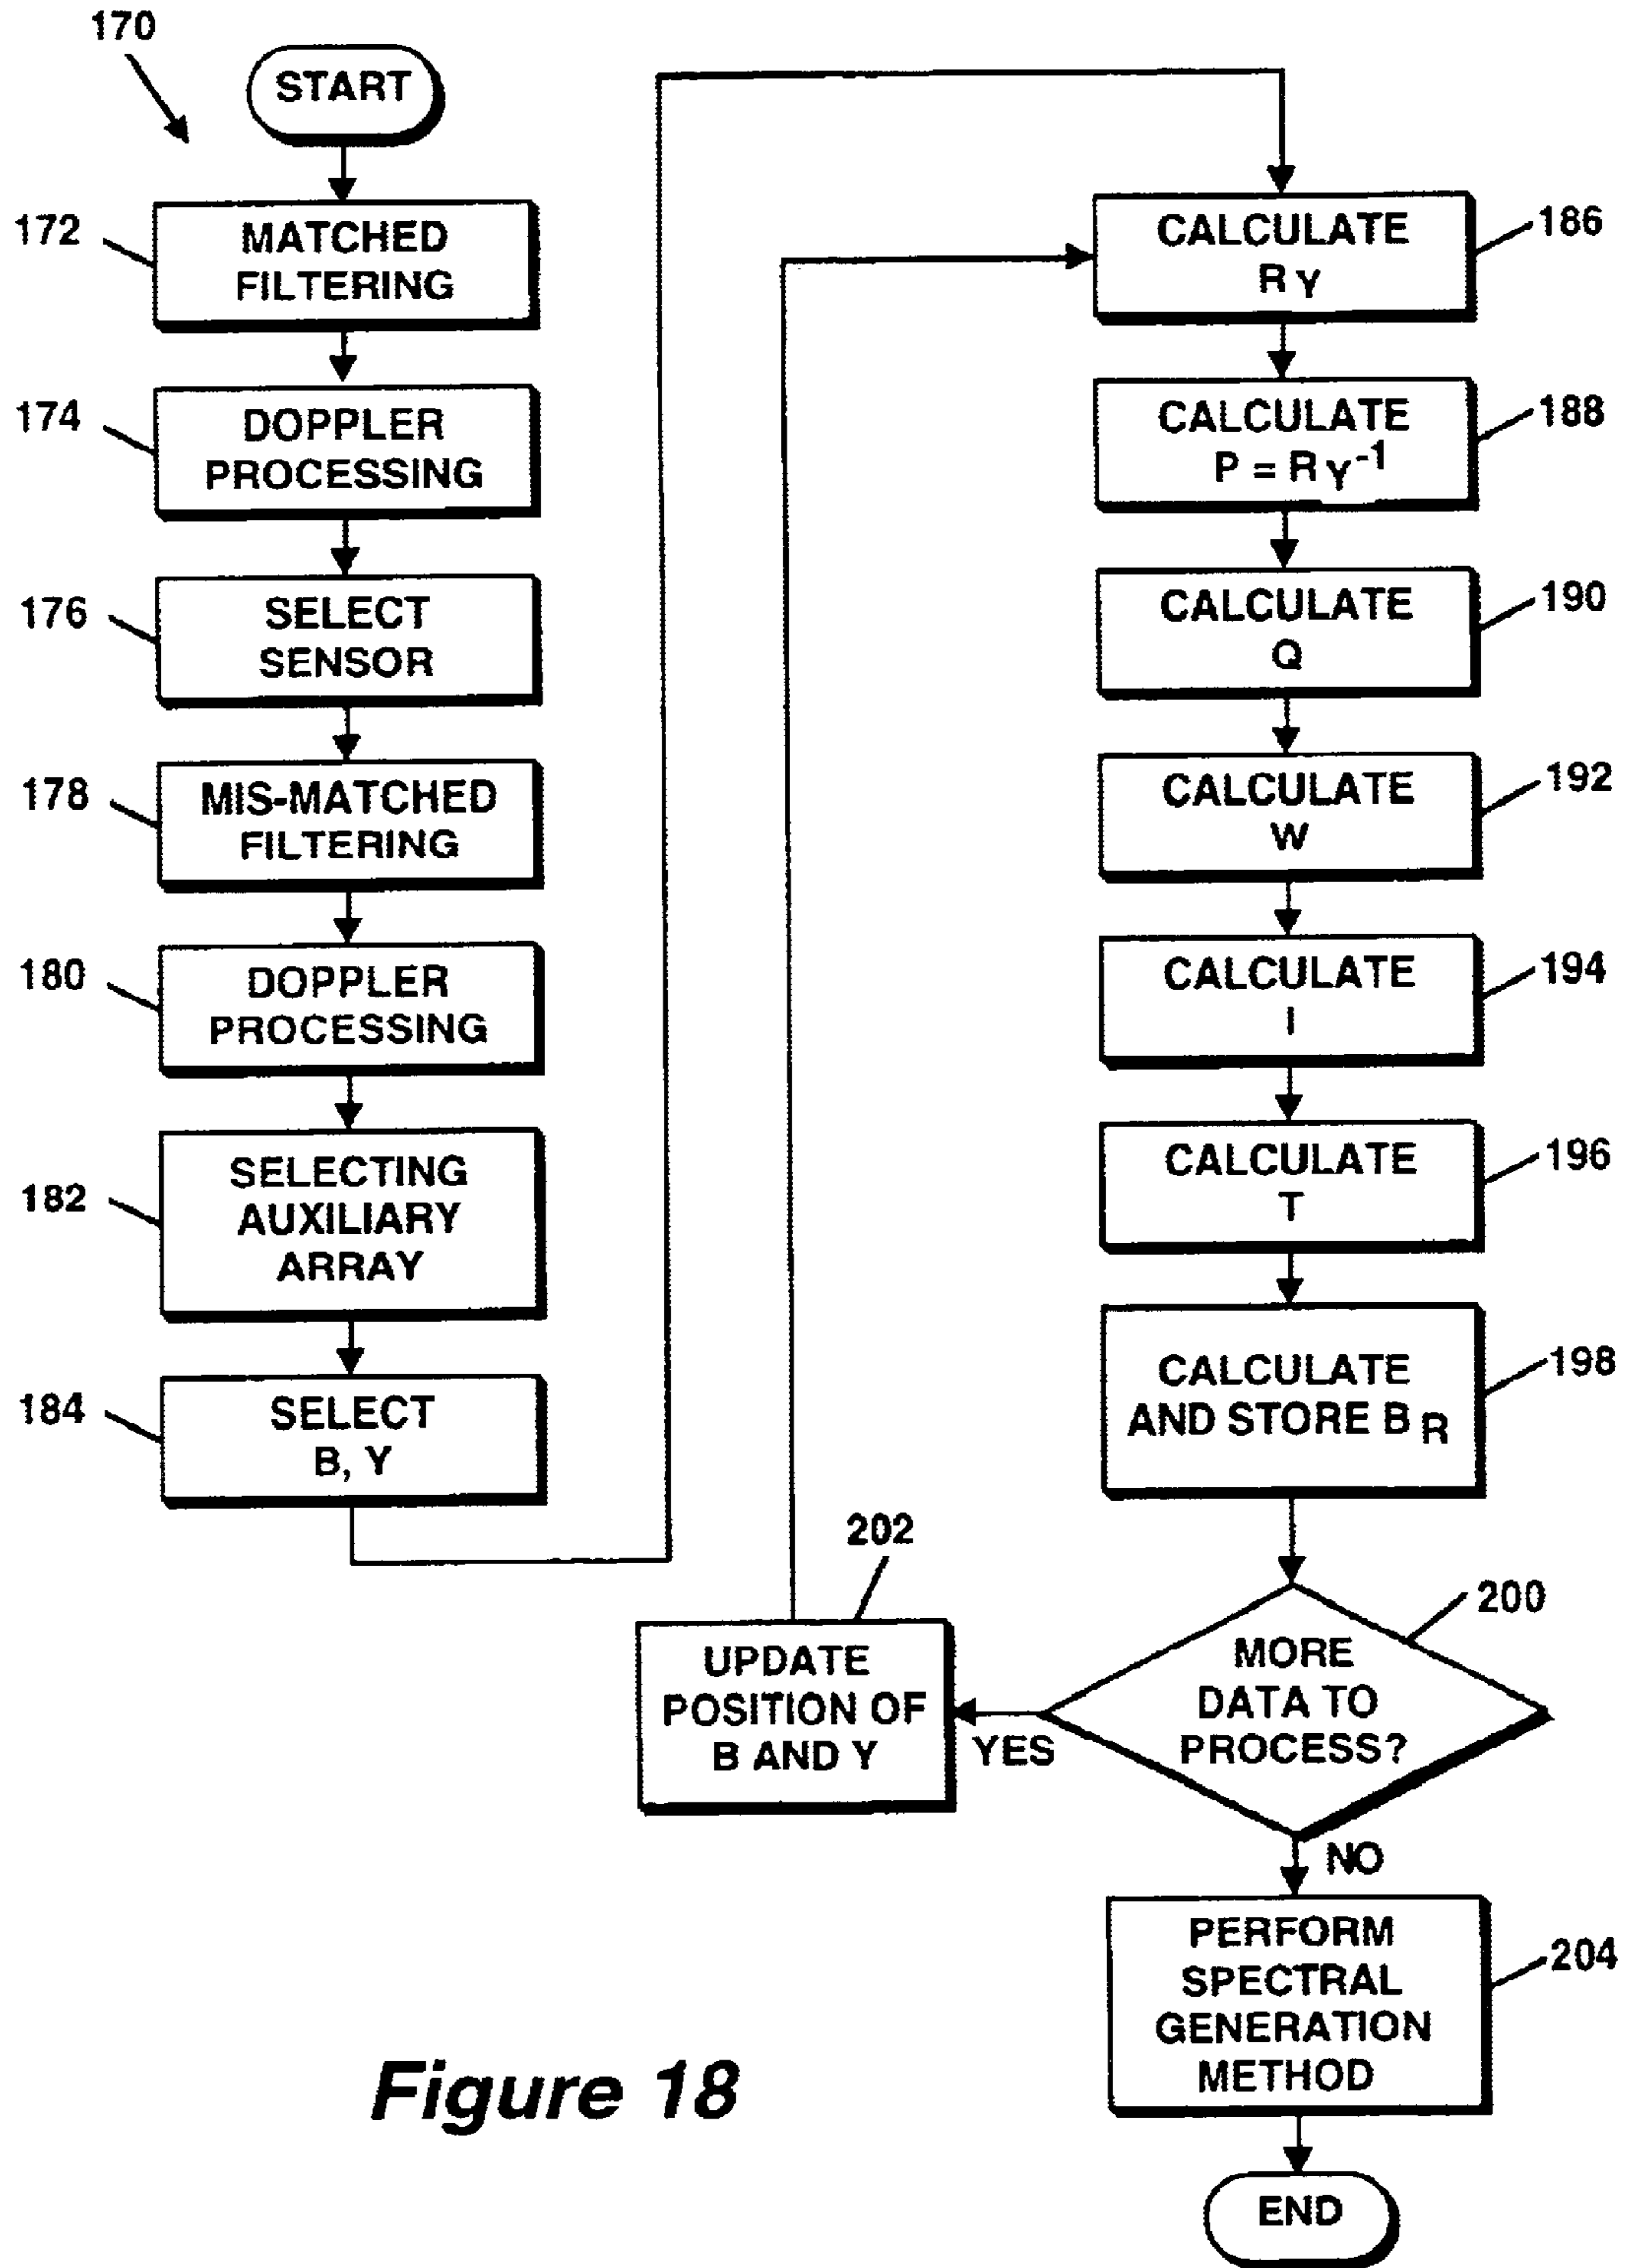 170
START
172
MATCHED
FILTERING
174
DOPPLER
PROCESSING
176
SELECT
SENSOR
178
MIS-MATCHED
FILTERING
180
DOPPLER
PROCESSING
182
SELECTING
AUXILIARY
ARRAY
184
SELECT
B, Y
186
CALCULATE
R Y
188
CALCULATE
P = R Y -1
190
CALCULATE
Q
192
CALCULATE
W
194
CALCULATE
I
196
CALCULATE
T
198
CALCULATE
AND STORE B R
200
MORE
DATA TO
PROCESS?
YES
202
UPDATE
POSITION OF
B AND Y
NO
204
PERFORM
SPECTRAL
GENERATION
METHOD
END
Figure 18